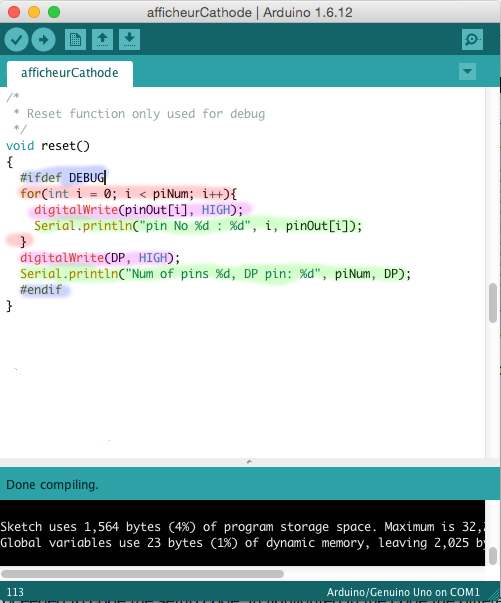 afficheurCathode | Arduino 1.6.12
afficheurCathode
/*
 * Reset function only used for debug
 */
void reset()
{
  #ifdef DEBUG
  for(int i = 0; i < piNum; i++){
    digitalWrite(pinOut[i], HIGH);
    Serial.println("pin No %d : %d", i, pinOut[i]);
  }
  digitalWrite(DP, HIGH);
  Serial.println("Num of pins %d, DP pin: %d", piNum, DP);
  #endif
}
Done compiling.
Sketch uses 1,564 bytes (4%) of program storage space. Maximum is 32,
Global variables use 23 bytes (1%) of dynamic memory, leaving 2,025 by
113 Arduino/Genuino Uno on COM1